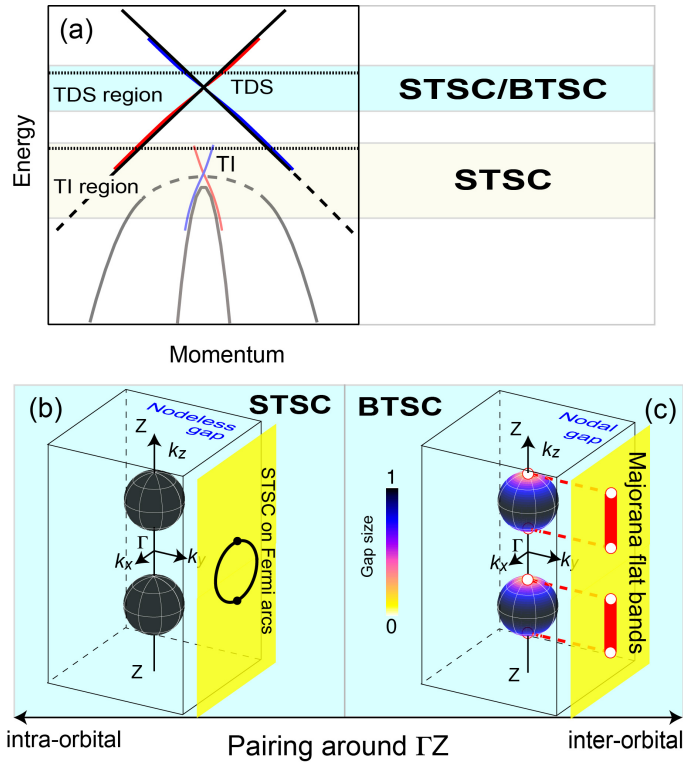 (a)
TDS
TDS region
STSC/BTSC
TI
TI region
STSC
Energy
Momentum
(b)
Nodeless
gap
STSC
Z
kz
Γ
kx
ky
Z
STSC on Fermi arcs
BTSC
(c)
Nodal
gap
Z
kz
Γ
kx
ky
Z
Majorana flat
bands
1
Gap size
0
intra-orbital
Pairing around ΓZ
inter-orbital